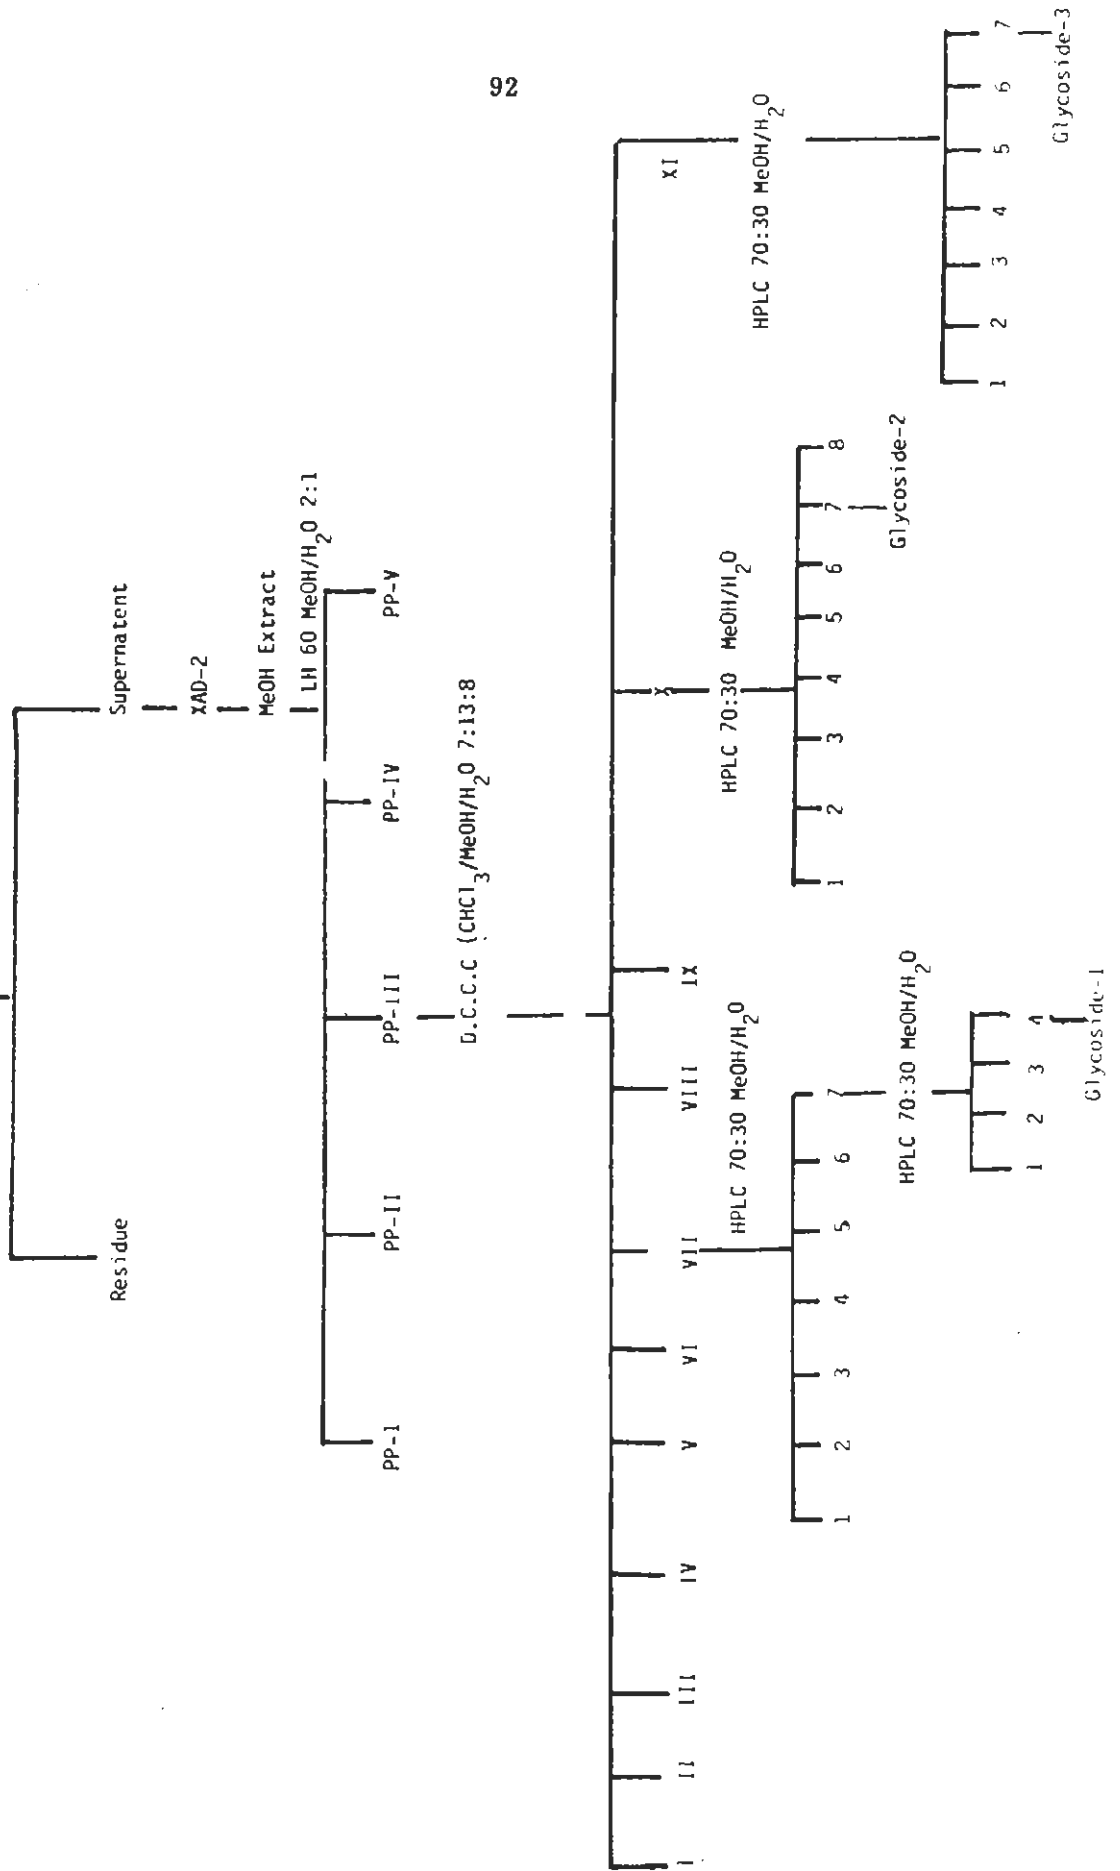 92
Residue
Supernatent
XAD-2
MeOH Extract
LH 60 MeOH/H2O 2:1
PP-I
PP-II
PP-III
PP-IV
PP-V
D.C.C.C (CHCl3/MeOH/H2O 7:13:8
I
II
III
IV
V
VI
VII
VIII
IX
X
XI
HPLC 70:30 MeOH/H2O
HPLC 70:30 MeOH/H2O
HPLC 70:30 MeOH/H2O
1 2 3 4 5 6 7
1 2 3 4 5 6 7 8
1 2 3 4 5 6 7
HPLC 70:30 MeOH/H2O
Glycoside-2
Glycoside-3
1 2 3 4
Glycoside-1